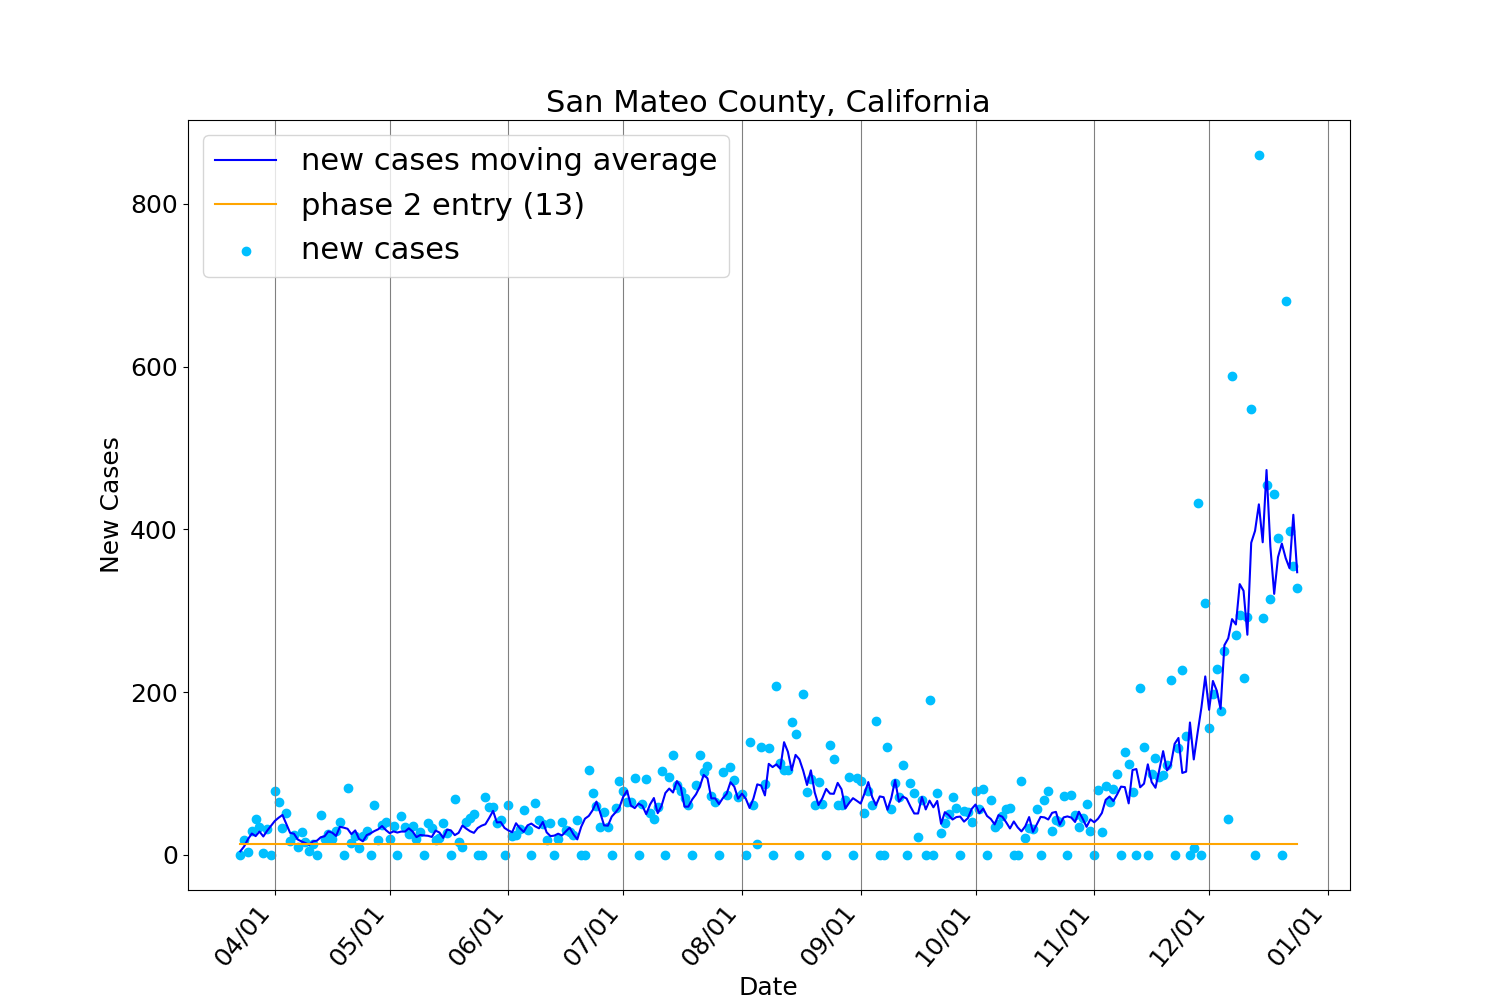 San Mateo County, California
new cases moving average
phase 2 entry (13)
new cases
New Cases
800
600
400
200
0
04/01
05/01
06/01
07/01
08/01
09/01
10/01
11/01
12/01
01/01
Date